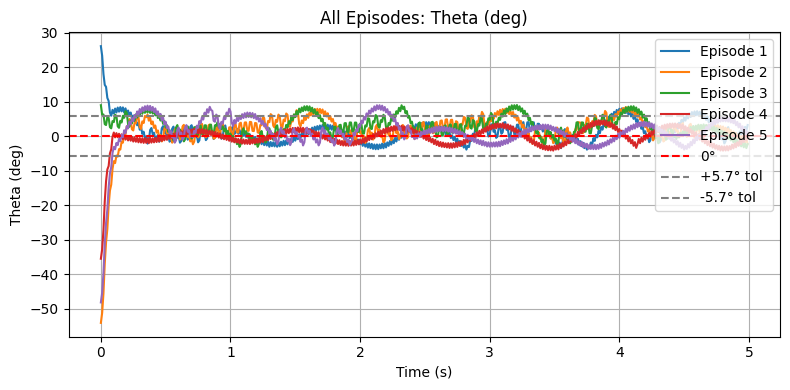 All Episodes: Theta (deg)
Theta (deg)
30
20
10
0
−10
−20
−30
−40
−50
0
1
2
3
4
5
Time (s)
Episode 1
Episode 2
Episode 3
Episode 4
Episode 5
0°
+5.7° tol
-5.7° tol